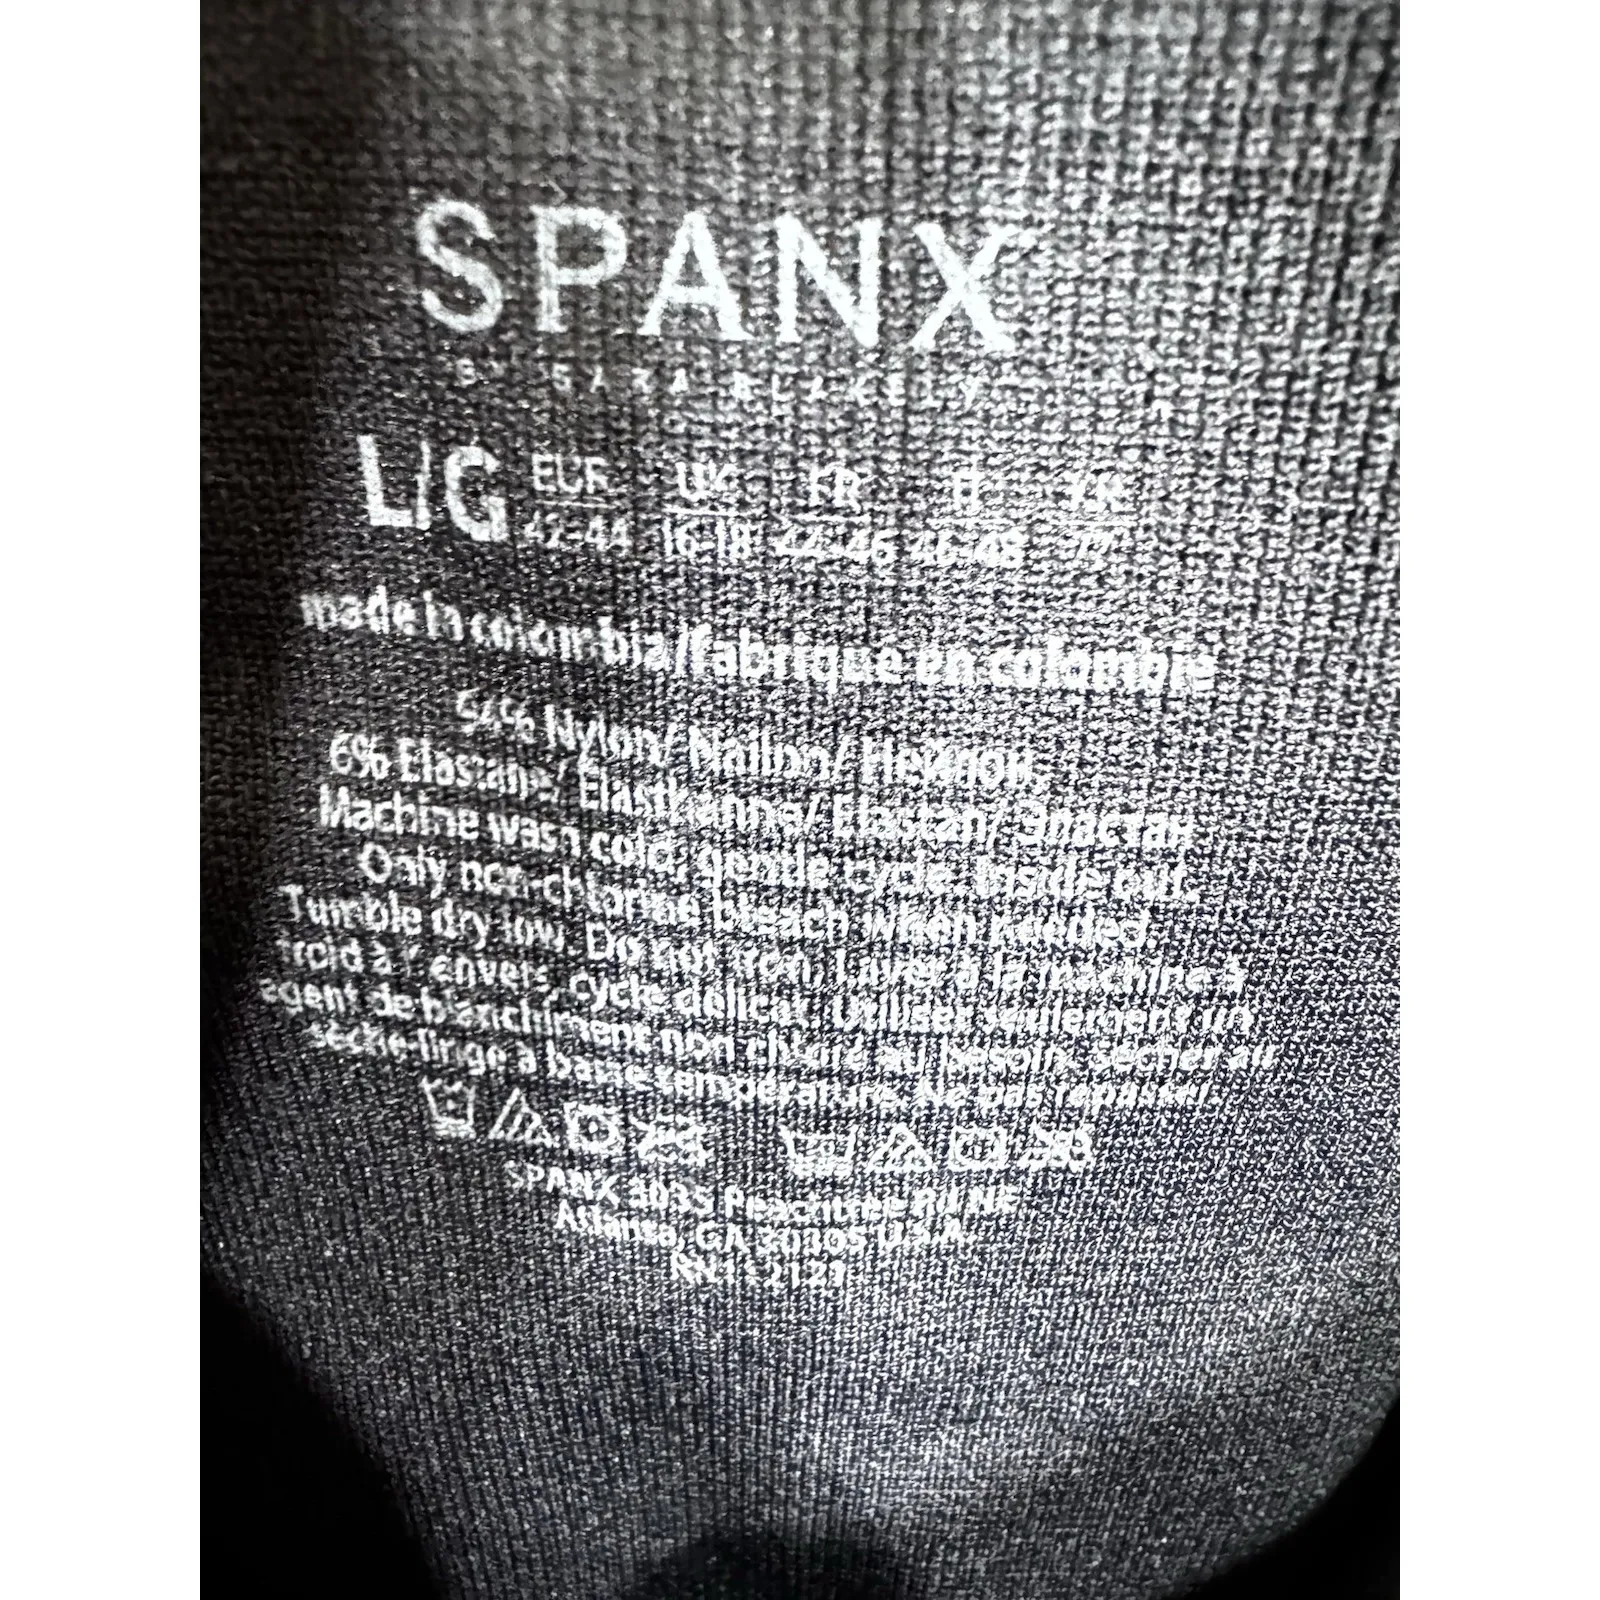 SPANX
BY SARA BLAKELY
L/G EUR UK FR IT
42-44 16-18 44-46 46-48
made in colombia/fabrique en colombie
Nylon/ Nailon/
6% Elastane/ Elasthanne/ Elastan/ Эластан
Machine wash cold, gentle cycle. Inside out.
Only non-chlorine bleach when needed.
Tumble dry low. Do not iron. Laver à la machine à
froid à l' envers, cycle délicat. Utiliser seulement un
agent de blanchiment non chloré au besoin. sécher au
sèche-linge à basse température. Ne pas repasser.
SPANX 3035 Peachtree Rd NE
Atlanta, GA 30305 U.S.A.